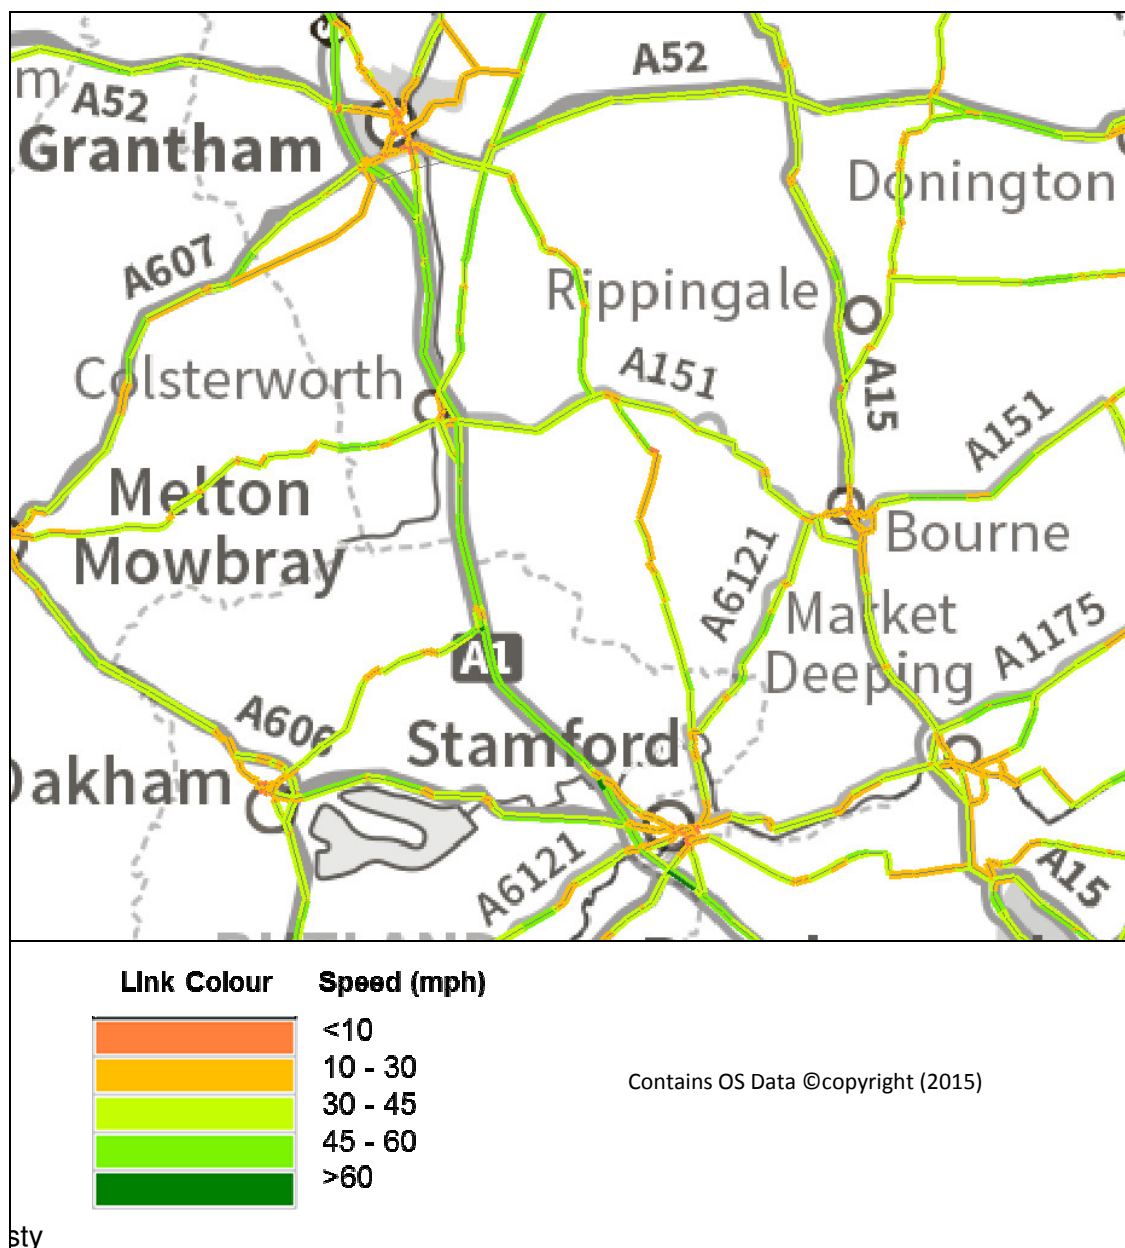 A52
m
A52
Grantham
Donington
A607
Rippingale
A151
Colsterworth
A15
A151
Melton
Mowbray
Bourne
A6121
Market
Deeping
A1175
A1
A606
Stamford
Oakham
A6121
A15
LInk Colour Speed (mph)
<10
10 - 30
30 - 45
45 - 60
>60
Contains OS Data ©copyright (2015)
sty